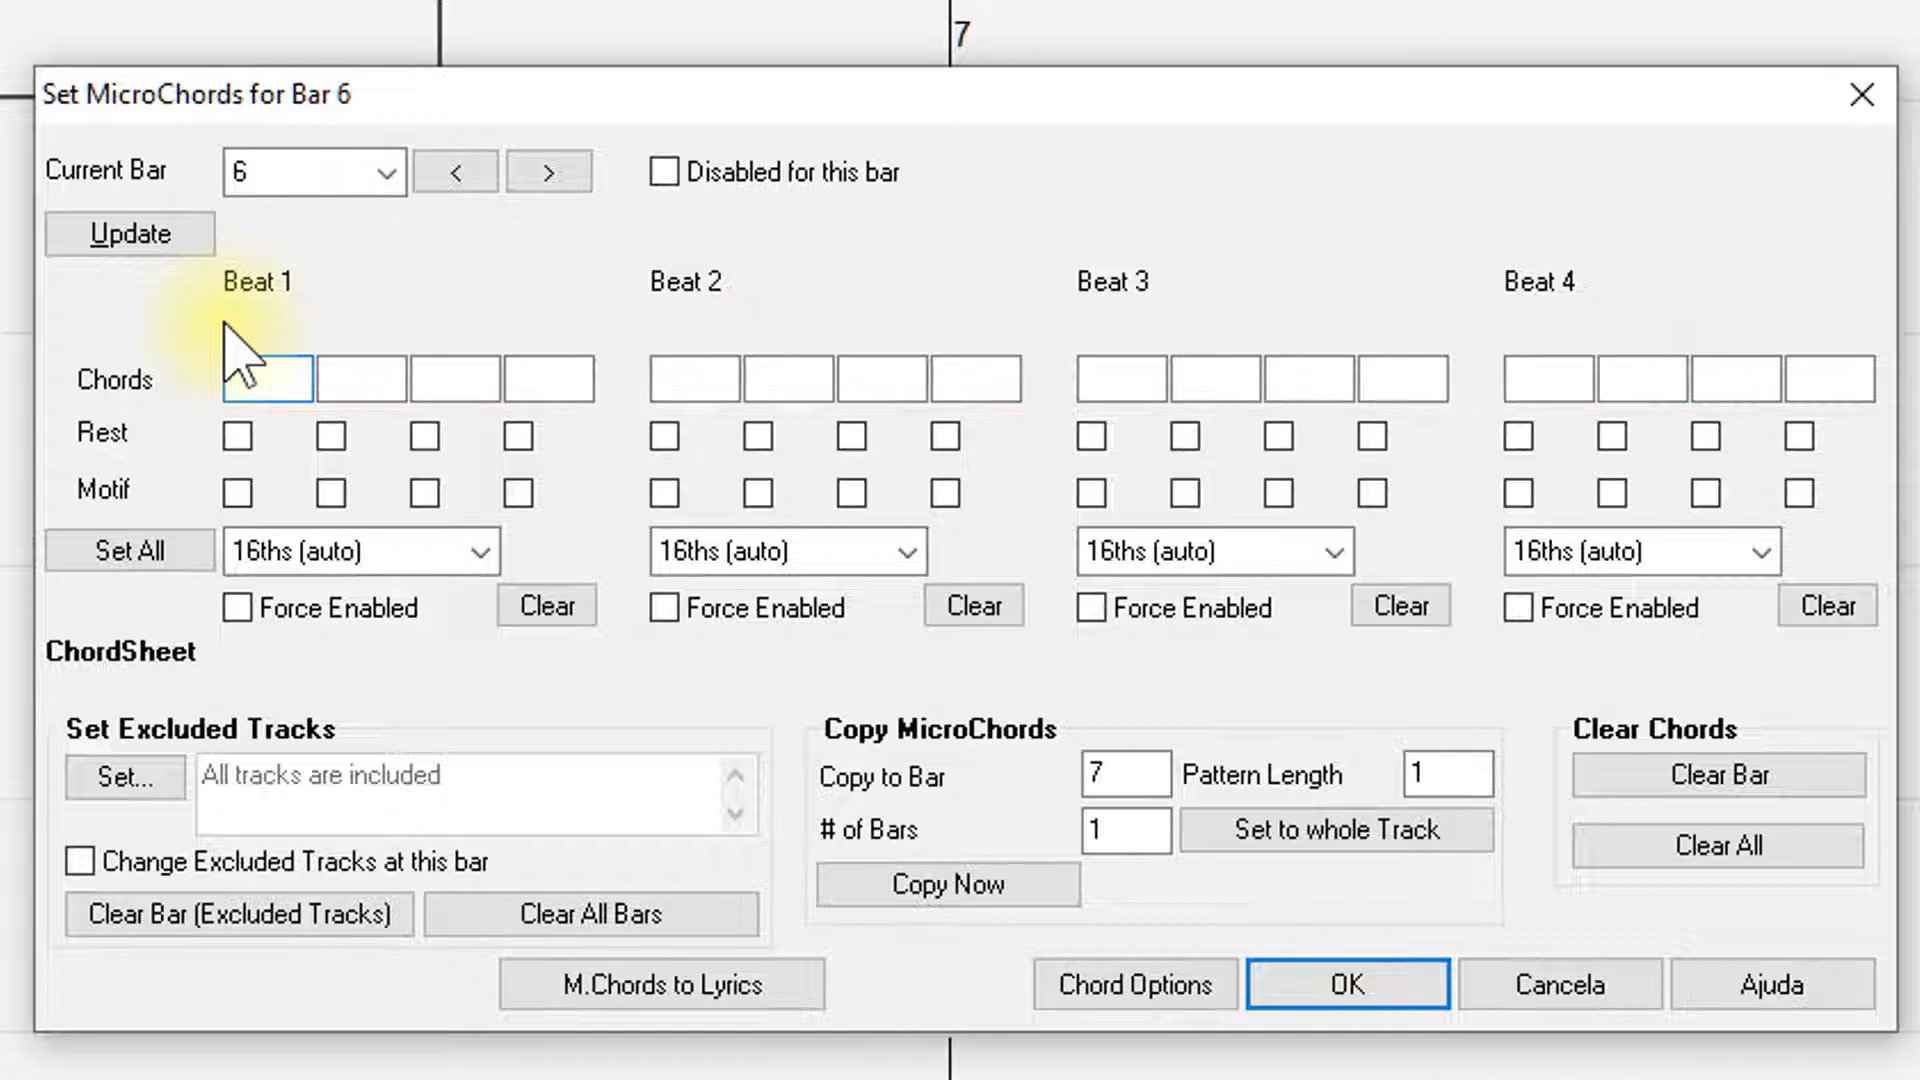 7
Set MicroChords for Bar 6
Current Bar 6 < > Disabled for this bar
Update
Beat 1 Beat 2 Beat 3 Beat 4
Chords
Rest
Motif
Set All 16ths (auto) 16ths (auto) 16ths (auto) 16ths (auto)
Force Enabled Clear Force Enabled Clear Force Enabled Clear Force Enabled Clear
ChordSheet
Set Excluded Tracks
Set... All tracks are included
Change Excluded Tracks at this bar
Clear Bar (Excluded Tracks) Clear All Bars
Copy MicroChords
Copy to Bar 7 Pattern Length 1
# of Bars 1 Set to whole Track
Copy Now
Clear Chords
Clear Bar
Clear All
M.Chords to Lyrics Chord Options OK Cancela Ajuda